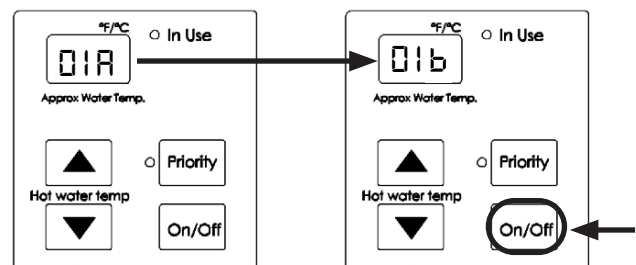 °F/°C
In Use
01A
Approx Water Temp.
Priority
Hot water temp
On/Off
°F/°C
In Use
01b
Approx Water Temp.
Priority
Hot water temp
On/Off